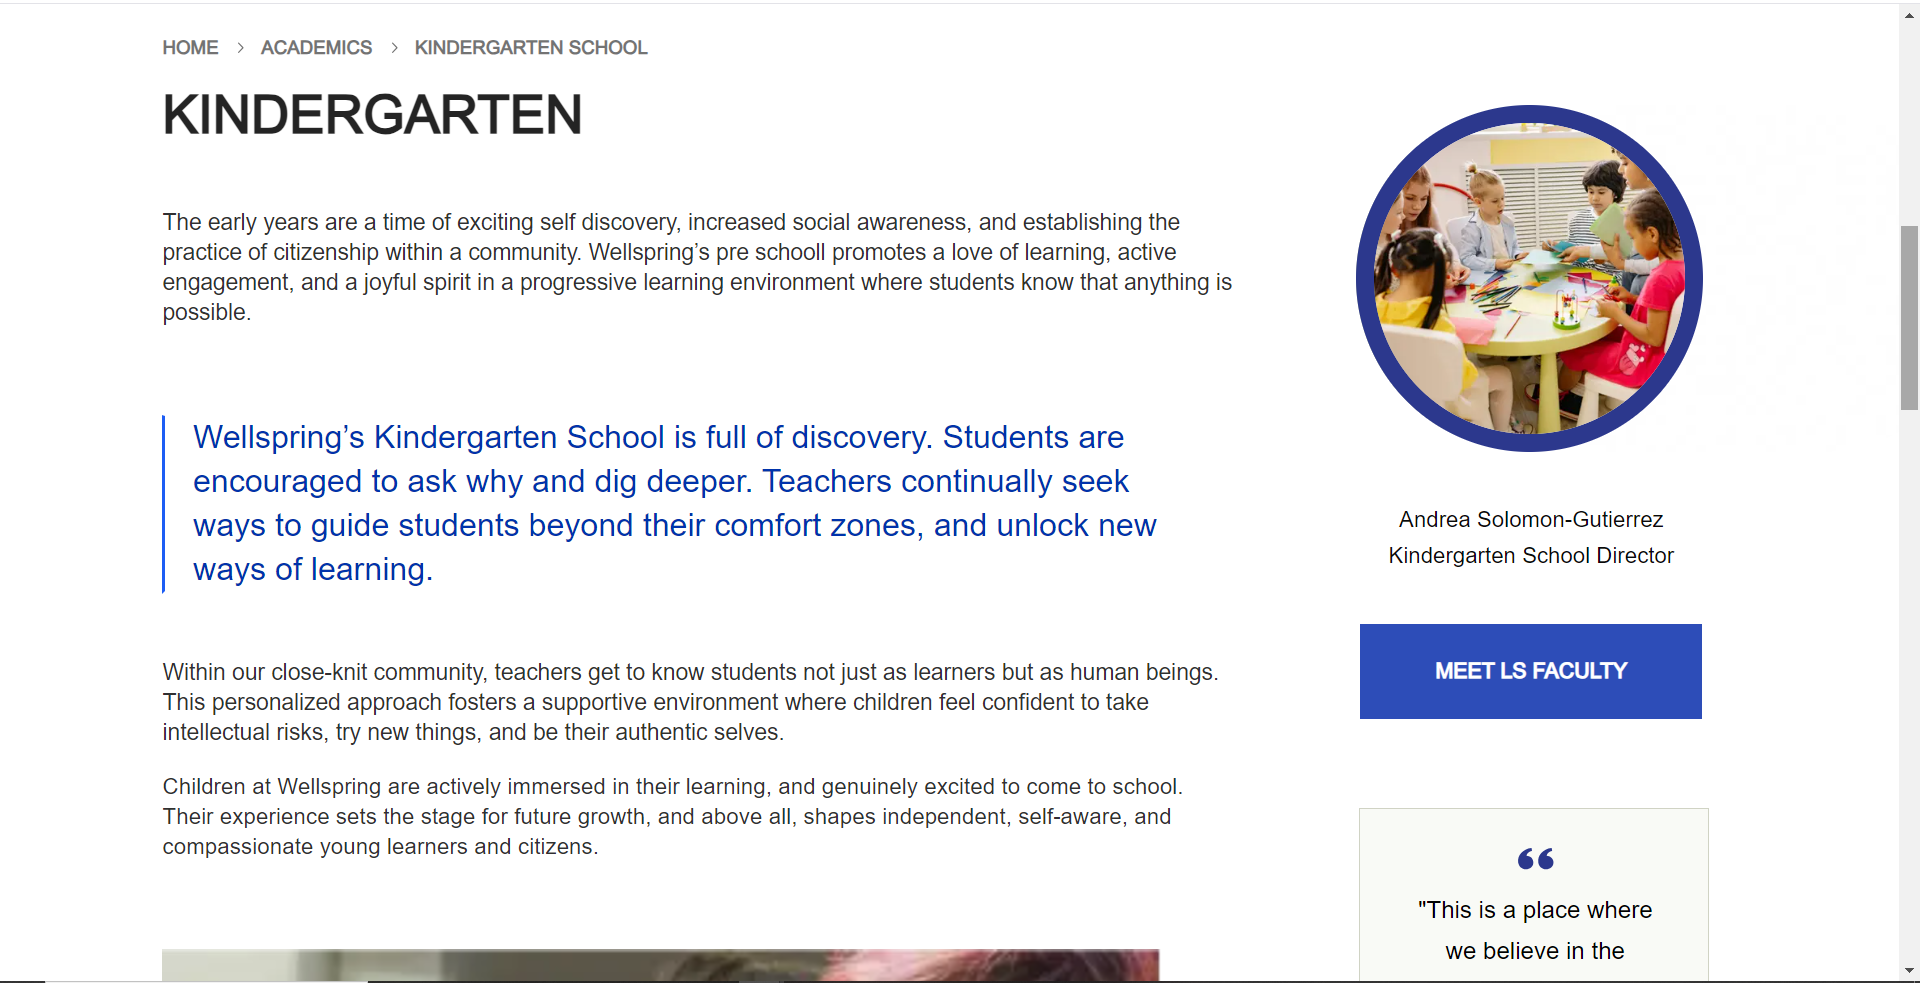 HOME > ACADEMICS > KINDERGARTEN SCHOOL
KINDERGARTEN
The early years are a time of exciting self discovery, increased social awareness, and establishing the
practice of citizenship within a community. Wellspring’s pre schooll promotes a love of learning, active
engagement, and a joyful spirit in a progressive learning environment where students know that anything is
possible.
Wellspring’s Kindergarten School is full of discovery. Students are
encouraged to ask why and dig deeper. Teachers continually seek
ways to guide students beyond their comfort zones, and unlock new
ways of learning.
Within our close-knit community, teachers get to know students not just as learners but as human beings.
This personalized approach fosters a supportive environment where children feel confident to take
intellectual risks, try new things, and be their authentic selves.
Children at Wellspring are actively immersed in their learning, and genuinely excited to come to school.
Their experience sets the stage for future growth, and above all, shapes independent, self-aware, and
compassionate young learners and citizens.
Andrea Solomon-Gutierrez
Kindergarten School Director
MEET LS FACULTY
“
"This is a place where
we believe in the